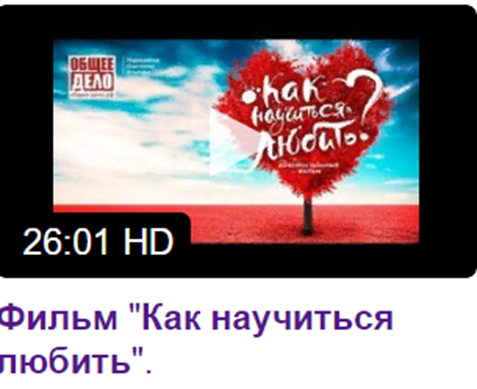 ОБЩЕЕ
ДЕЛО
Как
научиться
любить?
26:01 HD
Фильм "Как научиться
любить".